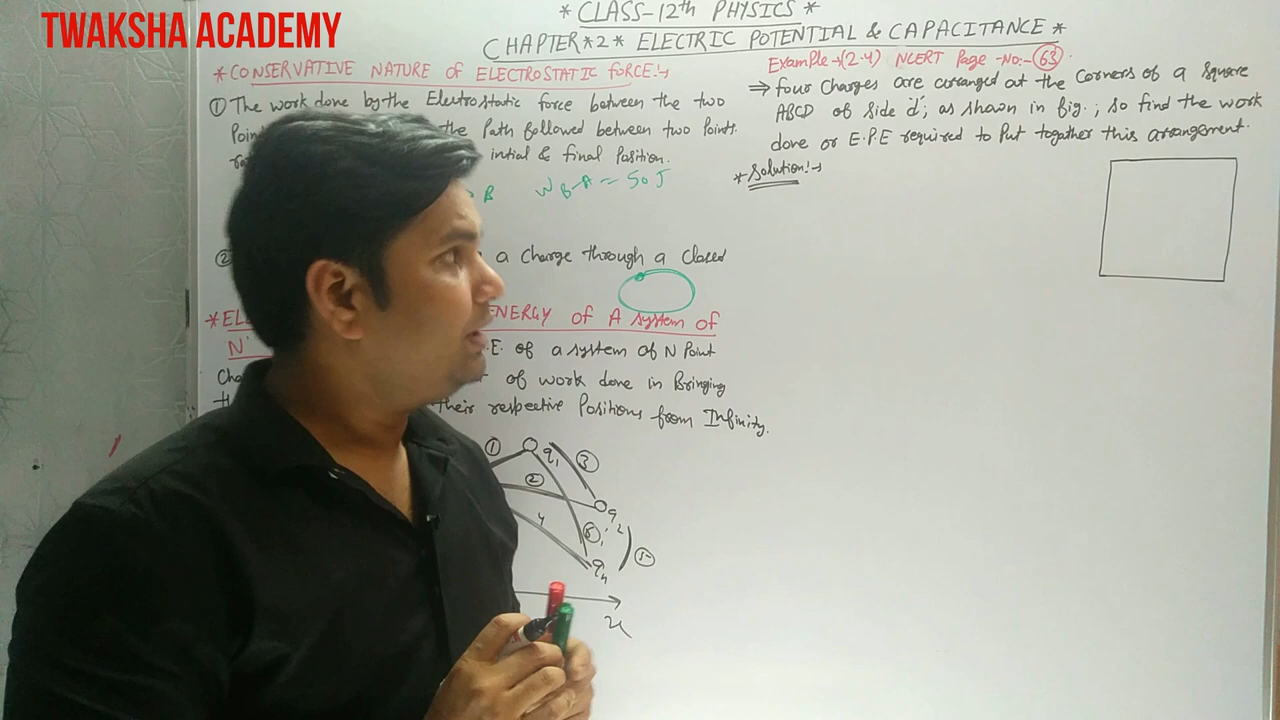 TWAKSHA ACADEMY
* CLASS-12th PHYSICS *
CHAPTER *2* ELECTRIC POTENTIAL & CAPACITANCE *
* CONSERVATIVE NATURE of ELECTROSTATIC FORCE:→
① The work done by the Electrostatic force between the two
Poin the Path followed between two Points.
intial & final Position.
B W B-A = 50 J
② a Charge through a Closed
* EL ENERGY of A system of
N'
.E. of a system of N Point
Cha of work done in Bringing
their respective Positions from Infinity.
① q1 ③
② q2
4 q4 ⑤
x
Example →(2.4) NCERT Page -No:-(63)
⇒ four Charges are arranged at the Corners of a square
ABCD of side 'd'; as shown in fig.; so find the work
done or E.P.E required to Put together this arrangement.
* Solution:→